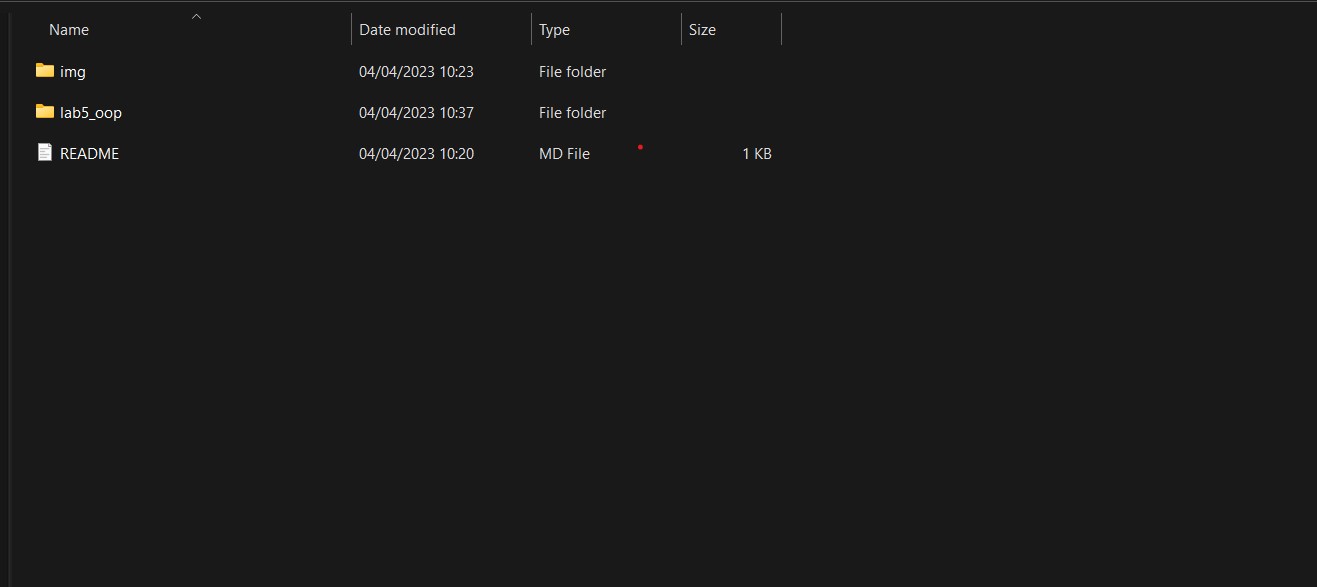 Name Date modified Type Size
img 04/04/2023 10:23 File folder
lab5_oop 04/04/2023 10:37 File folder
README 04/04/2023 10:20 MD File 1 KB